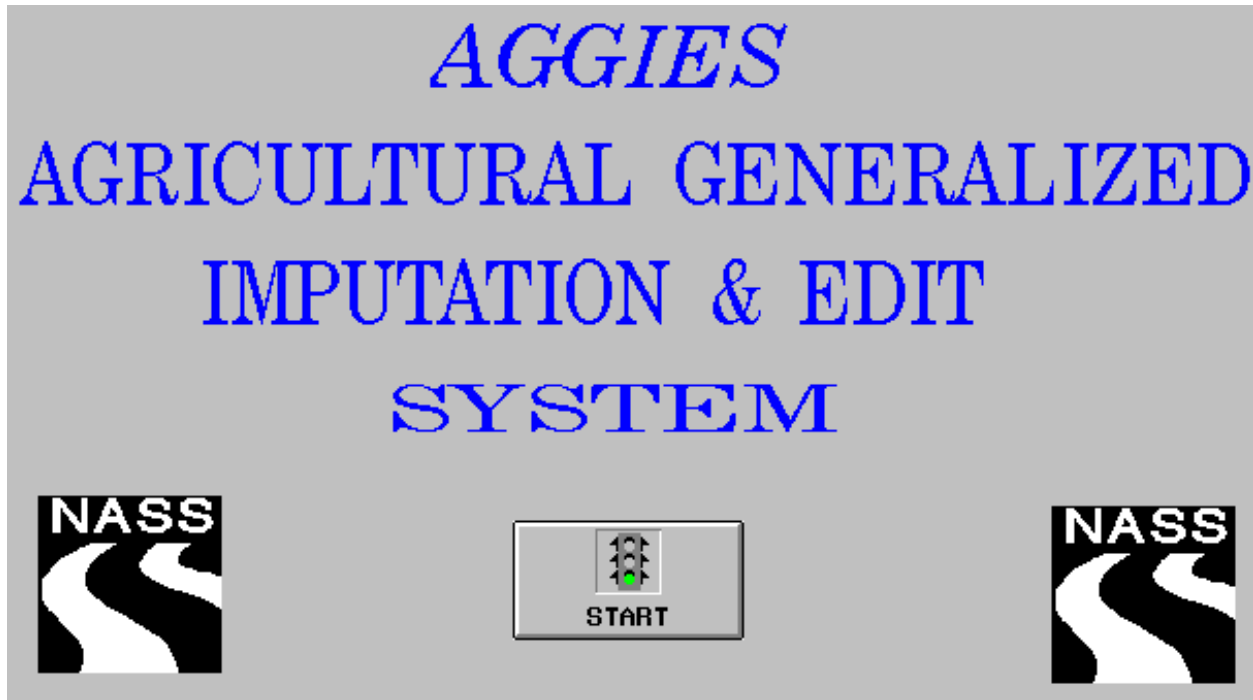 AGGIES
AGRICULTURAL GENERALIZED
IMPUTATION & EDIT
SYSTEM
NASS
START
NASS